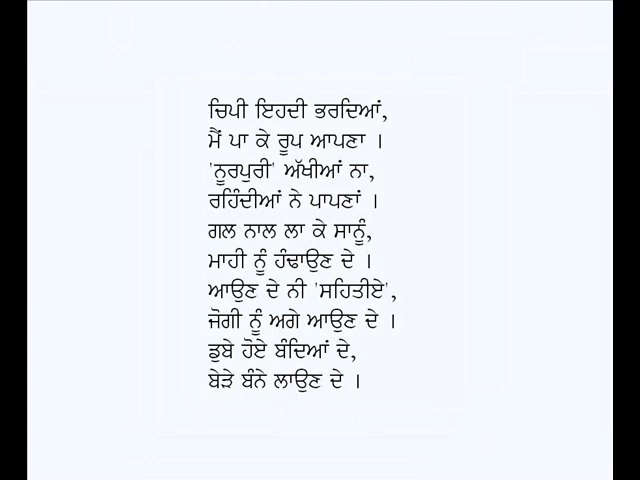 ਚਿਪੀ ਇਹਦੀ ਭਰਦਿਆਂ,
ਮੈਂ ਪਾ ਕੇ ਰੂਪ ਆਪਣਾ ।
'ਨੂਰਪੁਰੀ' ਅੱਖੀਆਂ ਨਾ,
ਰਹਿੰਦੀਆਂ ਨੇ ਪਾਪਣਾਂ ।
ਗਲ ਨਾਲ ਲਾ ਕੇ ਸਾਨੂੰ,
ਮਾਹੀ ਨੂੰ ਹੰਢਾਉਣ ਦੇ ।
ਆਉਣ ਦੇ ਨੀ 'ਸਹਿਤੀਏ',
ਜੋਗੀ ਨੂੰ ਅਗੇ ਆਉਣ ਦੇ ।
ਡੁਬੇ ਹੋਏ ਬੰਦਿਆਂ ਦੇ,
ਬੇੜੇ ਬੰਨੇ ਲਾਉਣ ਦੇ ।